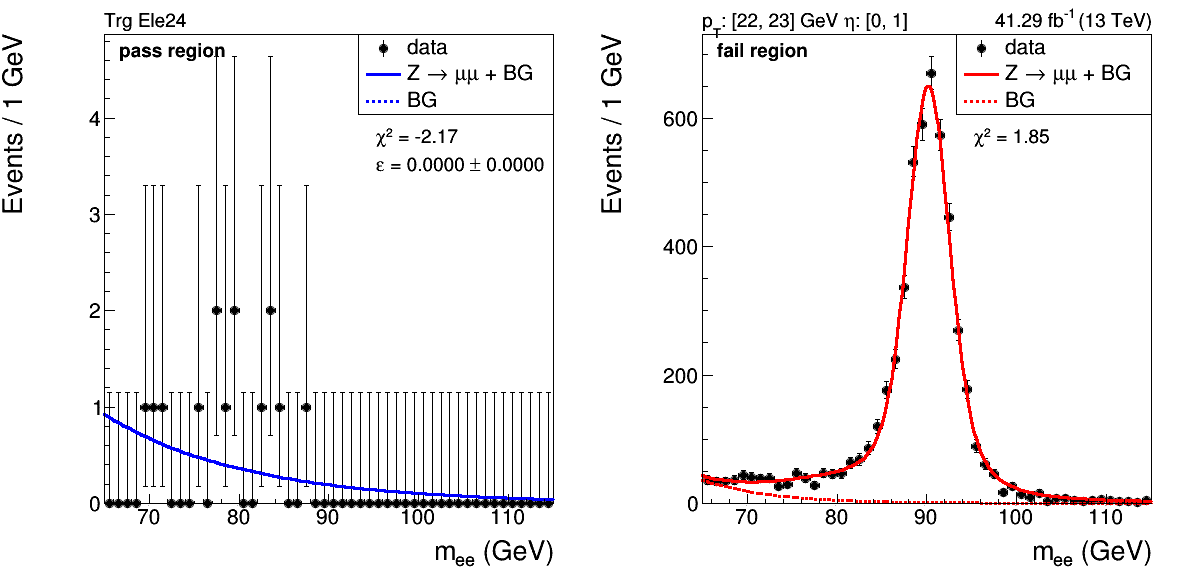 Trg Ele24
Events / 1 GeV
pass region
data
Z → μμ + BG
BG
χ² = -2.17
ε = 0.0000 ± 0.0000
4
3
2
1
0
70 80 90 100 110
m_ee (GeV)
p_T: [22, 23] GeV η: [0, 1] 41.29 fb⁻¹ (13 TeV)
Events / 1 GeV
fail region
data
Z → μμ + BG
BG
χ² = 1.85
600
400
200
0
70 80 90 100 110
m_ee (GeV)